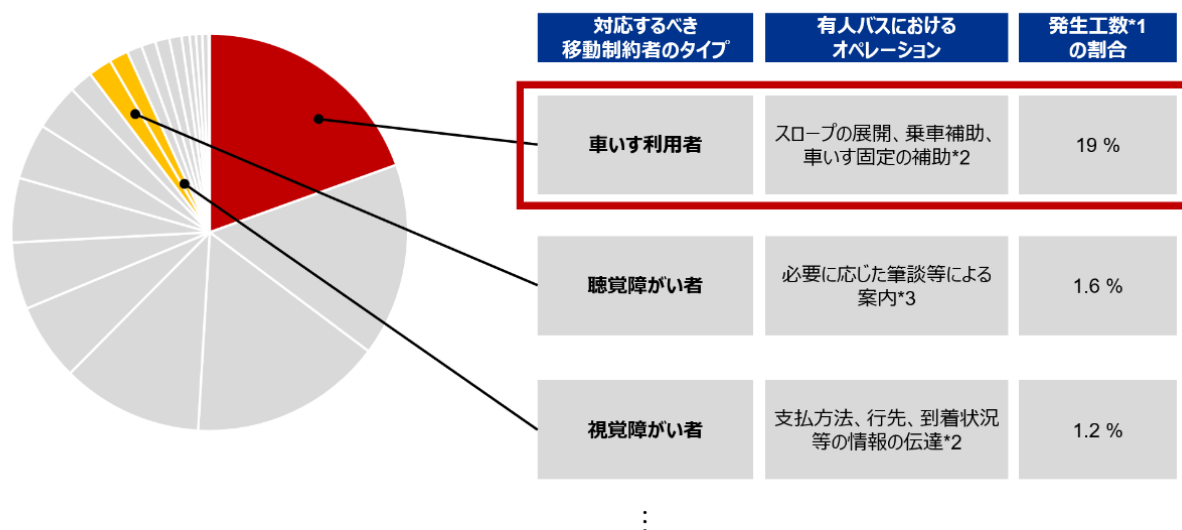 対応するべき
移動制約者のタイプ
有人バスにおける
オペレーション
発生工数*1
の割合
車いす利用者
スロープの展開、乗車補助、
車いす固定の補助*2
19 %
聴覚障がい者
必要に応じた筆談等による
案内*3
1.6 %
視覚障がい者
支払方法、行先、到着状況
等の情報の伝達*2
1.2 %
⋮